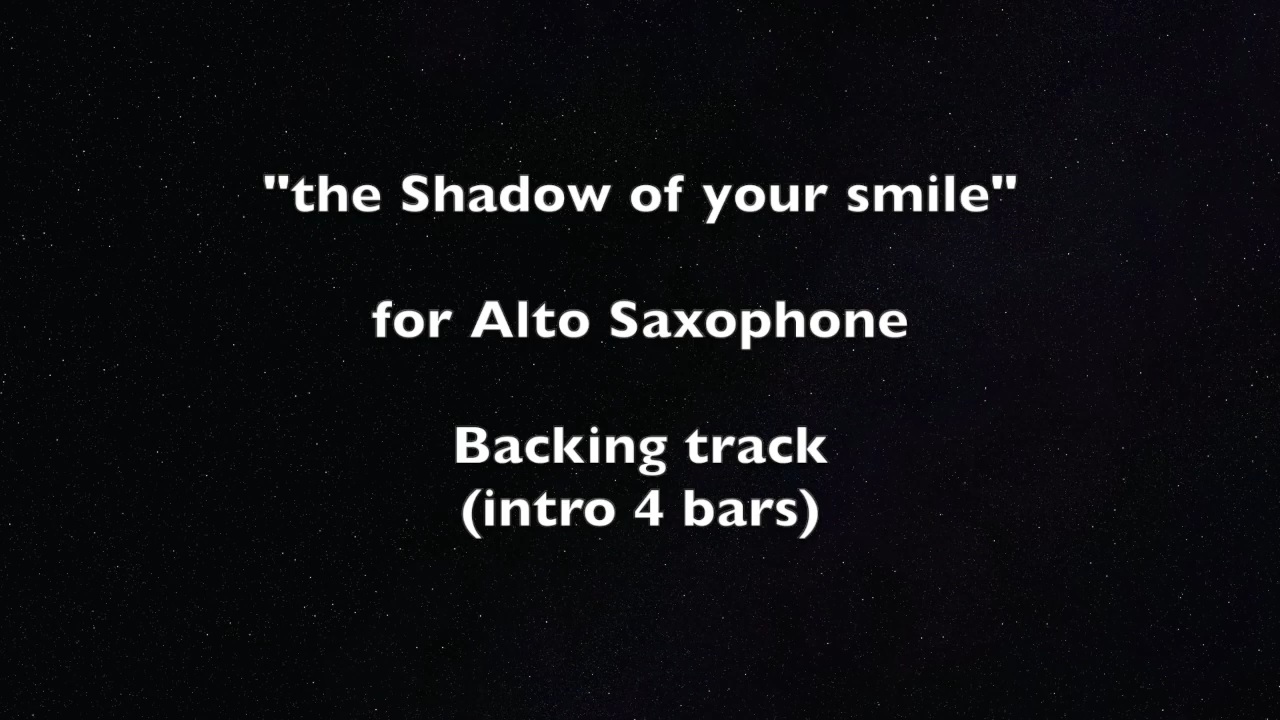 "the Shadow of your smile"
for Alto Saxophone
Backing track
(intro 4 bars)